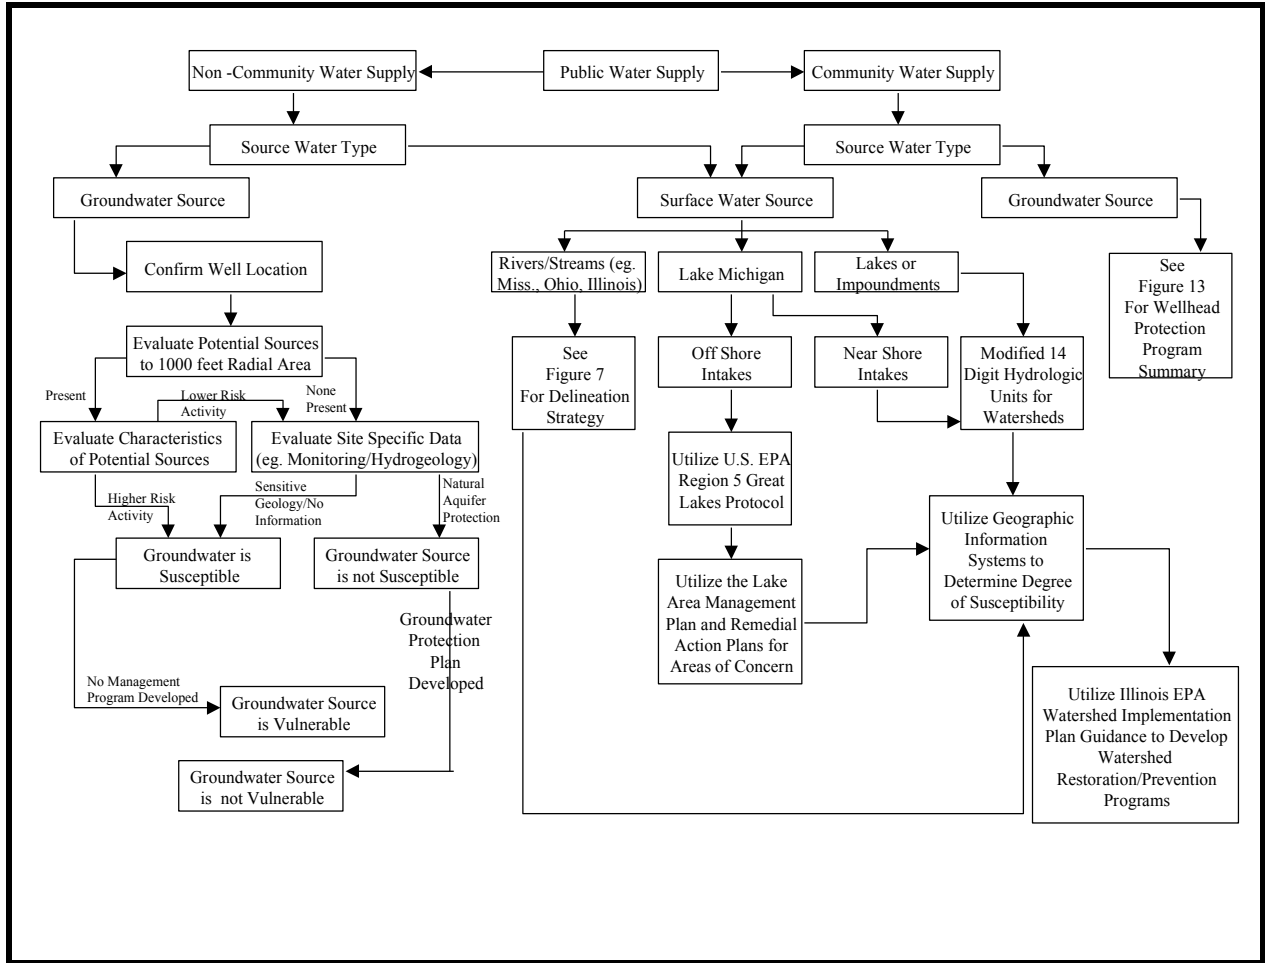 Non -Community Water Supply
Public Water Supply
Community Water Supply
Source Water Type
Source Water Type
Groundwater Source
Surface Water Source
Groundwater Source
Confirm Well Location
Rivers/Streams (eg.
Miss., Ohio, Illinois)
Lake Michigan
Lakes or
Impoundments
See
Figure 13
For Wellhead
Protection
Program
Summary
Evaluate Potential Sources
to 1000 feet Radial Area
See
Figure 7
For Delineation
Strategy
Off Shore
Intakes
Near Shore
Intakes
Modified 14
Digit Hydrologic
Units for
Watersheds
Present
Lower Risk
Activity
None
Present
Evaluate Characteristics
of Potential Sources
Evaluate Site Specific Data
(eg. Monitoring/Hydrogeology)
Utilize U.S. EPA
Region 5 Great
Lakes Protocol
Higher Risk
Activity
Sensitive
Geology/No
Information
Natural
Aquifer
Protection
Utilize Geographic
Information
Systems to
Determine Degree
of Susceptibility
Groundwater is
Susceptible
Groundwater Source
is not Susceptible
Utilize the Lake
Area Management
Plan and Remedial
Action Plans for
Areas of Concern
Groundwater
Protection
Plan
Developed
No Management
Program Developed
Groundwater Source
is Vulnerable
Utilize Illinois EPA
Watershed Implementation
Plan Guidance to Develop
Watershed
Restoration/Prevention
Programs
Groundwater Source
is not Vulnerable